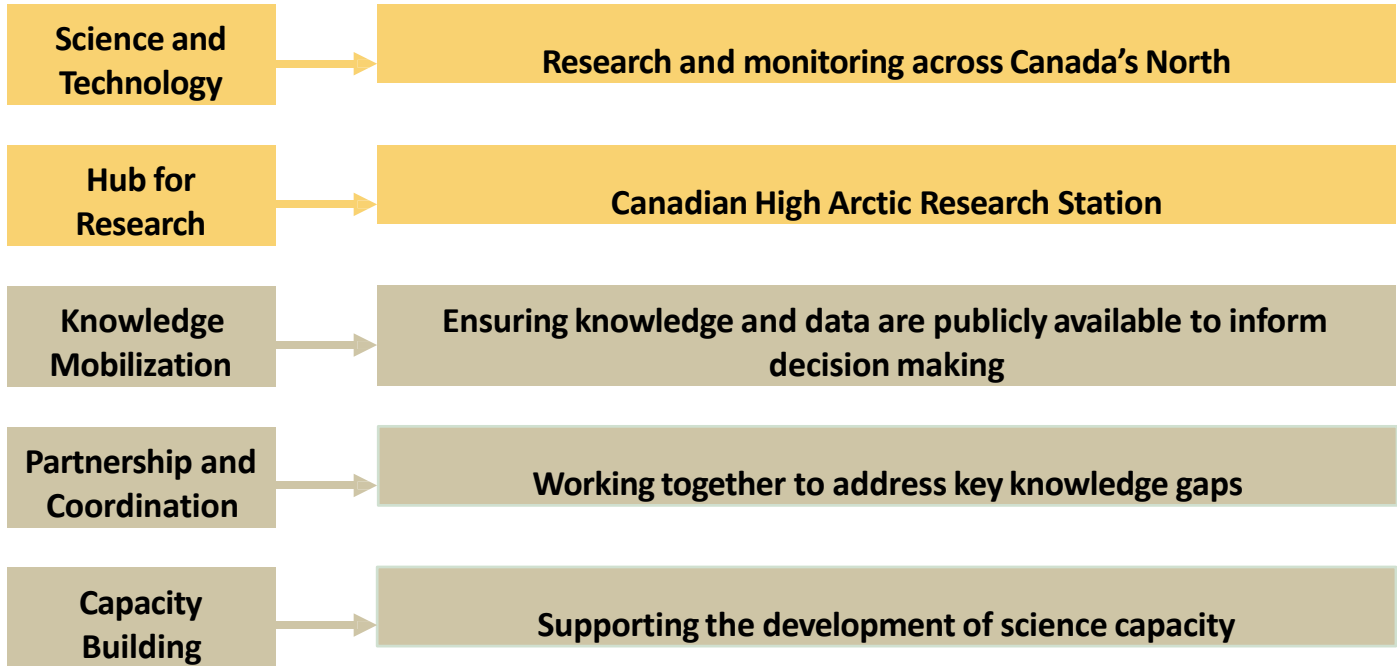 Science and
Technology
Research and monitoring across Canada’s North
Hub for
Research
Canadian High Arctic Research Station
Knowledge
Mobilization
Ensuring knowledge and data are publicly available to inform
decision making
Partnership and
Coordination
Working together to address key knowledge gaps
Capacity
Building
Supporting the development of science capacity